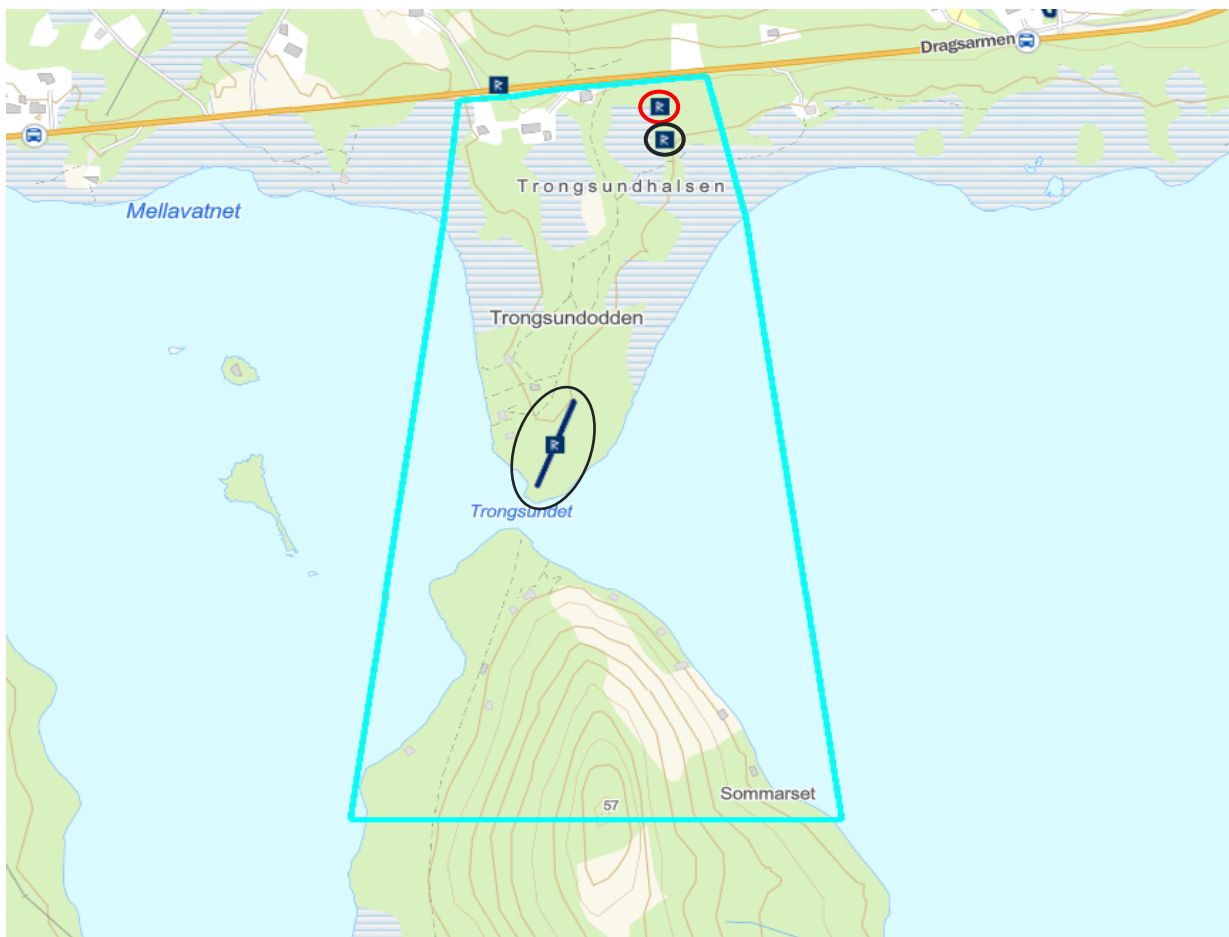 Dragsarmen
Trongsundhalsen
Mellavatnet
Trongsundodden
Trongsundet
Sommarset
57